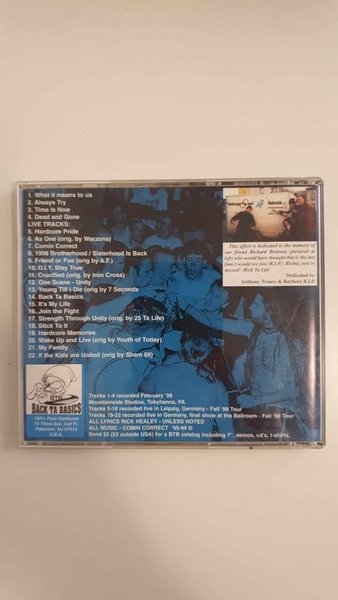 1. What it means to us
2. Always Try
3. Time is Now
4. Dead and Gone
LIVE TRACKS:
5. Hardcore Pride
6. As One (orig. by Warzone)
7. Comin Correct
8. 1998 Brotherhood / Sisterhood Is Back
9. Friend or Foe (orig by A.F.)
10. D.I.Y. Stay True
11. Crucified (orig. by Iron Cross)
12. One Scene - Unity
13. Young Till I Die (orig by 7 Seconds
14. Back Ta Basics
15. It's My Life
16. Join the Fight
17. Strength Through Unity (orig. by 25 Ta Life)
18. Stick To It
19. Hardcore Memories
20. Wake Up and Live (orig by Youth of Today)
21. My Family
22. If the Kids are United (orig by Sham 69)
This effort is dedicated to the memory of
our friend Richard Bruinan (pictured at
left) who would have thought this is the last
time I would see you (R.I.P.). Richie, you're
missed! -Rick Ta Life
Dedicated to:
Anthony Trance & Raybeez R.I.P.
BTB
BACK TA BASICS
100% Pure Hardcore
Paterson, NJ
U.S.A.
Tracks 1-4 recorded February '99
Mountainside Studios, Tobyhanna, PA
Tracks 5-18 recorded live in Leipzig, Germany - Fall '98 Tour
Tracks 19-22 recorded live in Germany, final show at the Ballroom - Fall '98 Tour
ALL LYRICS RICK HEALEY - UNLESS NOTED
ALL MUSIC - COMIN CORRECT '95-99
Send $2 ($3 outside USA) for a BTB catalog including 7", demos, cd's, t-shirts.